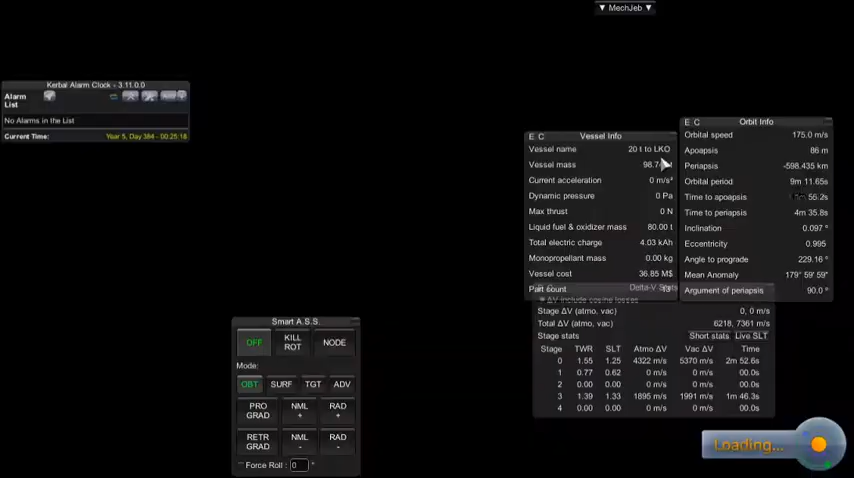 ▼ MechJeb ▼
Kerbal Alarm Clock - 3.11.0.0
Alarm List
Add
No Alarms in the List
Current Time: Year 5, Day 384 - 00:25:18
E C Vessel Info
Vessel name 20 t to LKO
Vessel mass
Current acceleration 0 m/s²
Dynamic pressure 0 Pa
Max thrust 0 N
Liquid fuel & oxidizer mass 80.00 t
Total electric charge 4.03 kAh
Monopropellant mass 0.00 kg
Vessel cost 36.85 M$
Part count
E C Orbit Info
Orbital speed 175.0 m/s
Apoapsis 86 m
Periapsis -598.435 km
Orbital period 9m 11.65s
Time to apoapsis 55.2s
Time to periapsis 4m 35.8s
Inclination 0.097 °
Eccentricity 0.995
Angle to prograde 229.16 °
Mean Anomaly 179° 59' 59"
Argument of periapsis 90.0 °
Delta-V Stats
ΔV include cosine losses
Stage ΔV (atmo, vac) 0, 0 m/s
Total ΔV (atmo, vac) 6218, 7361 m/s
Stage stats Short stats Live SLT
Stage TWR SLT Atmo ΔV Vac ΔV Time
0 1.55 1.25 4322 m/s 5370 m/s 2m 52.6s
1 0.77 0.62 0 m/s 0 m/s 00.0s
2 0.00 0.00 0 m/s 0 m/s 00.0s
3 1.39 1.33 1895 m/s 1991 m/s 1m 46.3s
4 0.00 0.00 0 m/s 0 m/s 00.0s
Smart A.S.S.
OFF KILL ROT NODE
Mode:
OBT SURF TGT ADV
PRO GRAD NML + RAD +
RETR GRAD NML - RAD -
Force Roll : 0 °
Loading...